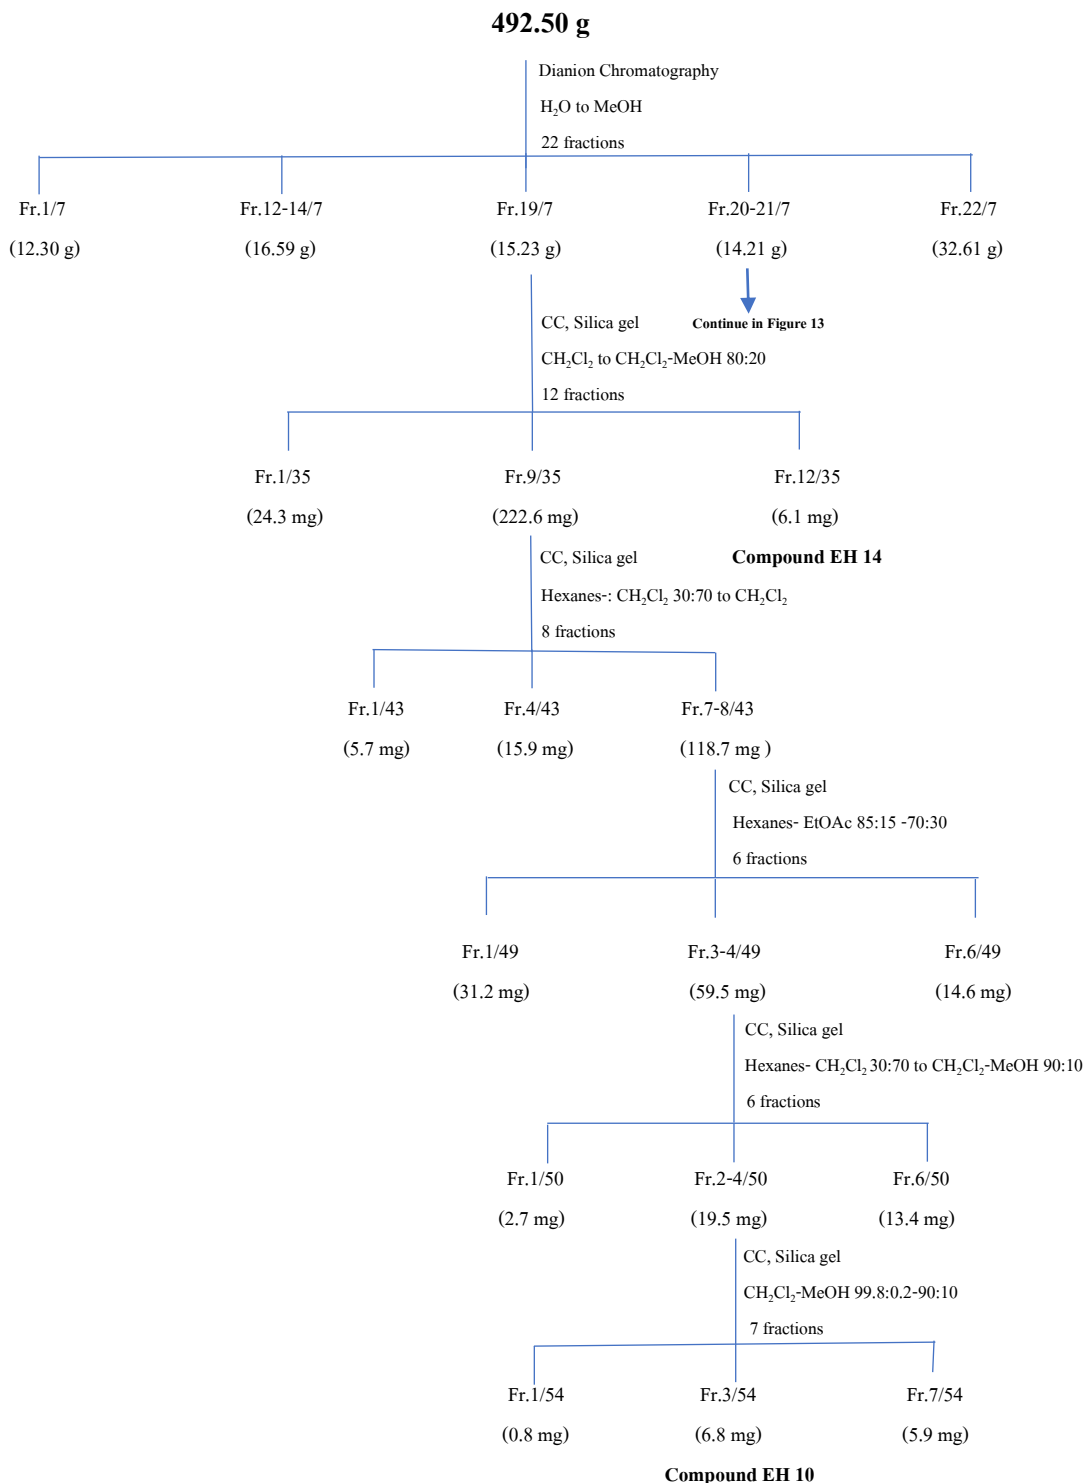 492.50 g
Dianion Chromatography
H₂O to MeOH
22 fractions
Fr.1/7 Fr.12-14/7 Fr.19/7 Fr.20-21/7 Fr.22/7
(12.30 g) (16.59 g) (15.23 g) (14.21 g) (32.61 g)
CC, Silica gel Continue in Figure 13
CH₂Cl₂ to CH₂Cl₂-MeOH 80:20
12 fractions
Fr.1/35 Fr.9/35 Fr.12/35
(24.3 mg) (222.6 mg) (6.1 mg)
CC, Silica gel Compound EH 14
Hexanes-: CH₂Cl₂ 30:70 to CH₂Cl₂
8 fractions
Fr.1/43 Fr.4/43 Fr.7-8/43
(5.7 mg) (15.9 mg) (118.7 mg )
CC, Silica gel
Hexanes- EtOAc 85:15 -70:30
6 fractions
Fr.1/49 Fr.3-4/49 Fr.6/49
(31.2 mg) (59.5 mg) (14.6 mg)
CC, Silica gel
Hexanes- CH₂Cl₂ 30:70 to CH₂Cl₂-MeOH 90:10
6 fractions
Fr.1/50 Fr.2-4/50 Fr.6/50
(2.7 mg) (19.5 mg) (13.4 mg)
CC, Silica gel
CH₂Cl₂-MeOH 99.8:0.2-90:10
7 fractions
Fr.1/54 Fr.3/54 Fr.7/54
(0.8 mg) (6.8 mg) (5.9 mg)
Compound EH 10